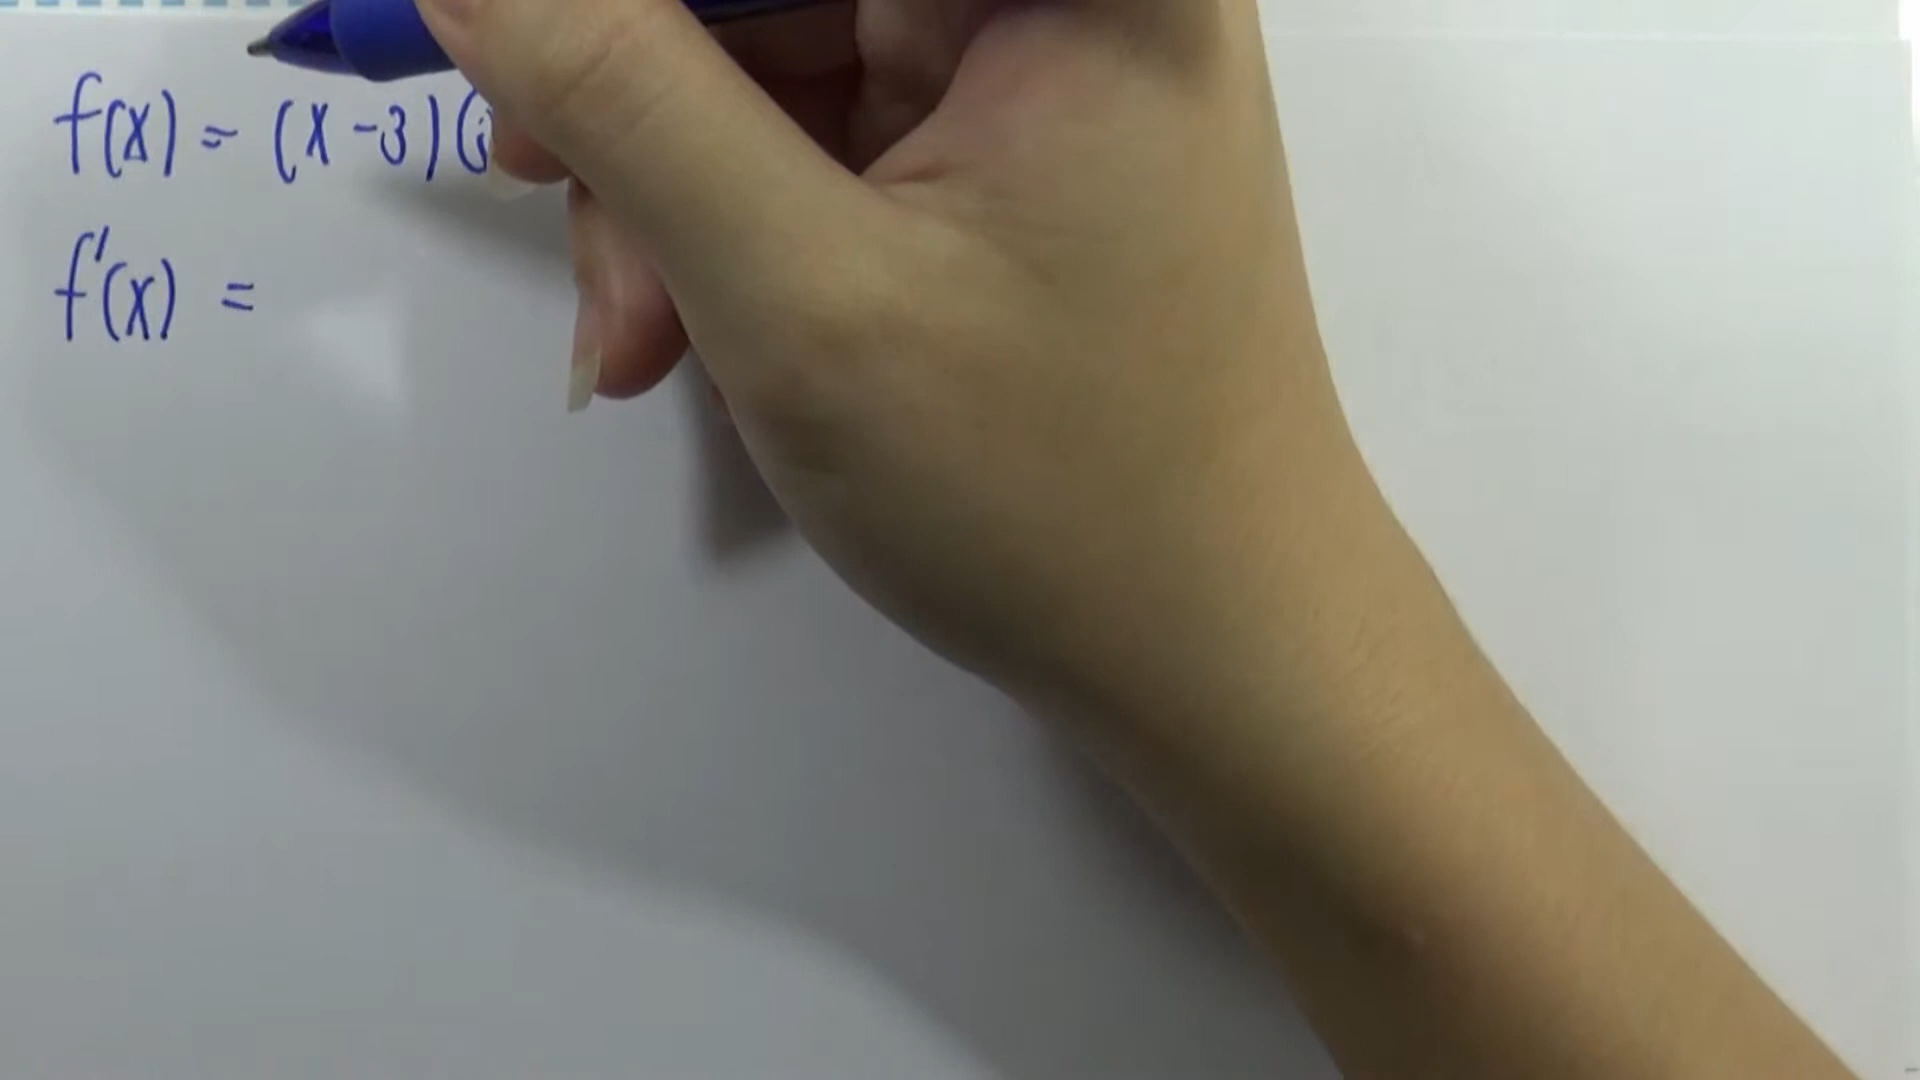 f(x) = (x-3)(
f'(x) =